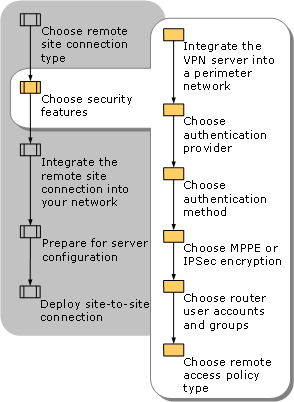 Choose remote
site connection
type
Choose security
features
Integrate the
remote site
connection into
your network
Prepare for server
configuration
Deploy site-to-site
connection
Integrate the
VPN server into
a perimeter
network
Choose
authentication
provider
Choose
authentication
method
Choose MPPE or
IPSec encryption
Choose router
user accounts
and groups
Choose remote
access policy
type